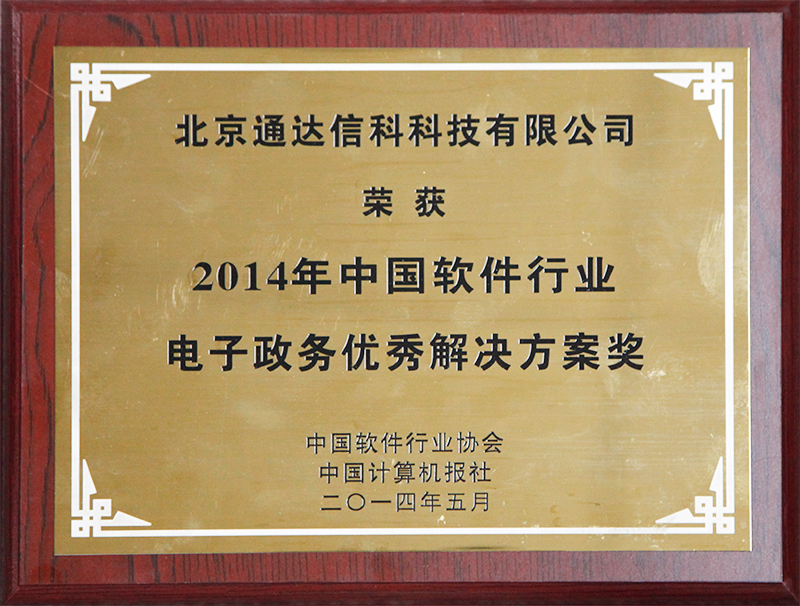 北京通达信科科技有限公司
荣 获
2014年中国软件行业
电子政务优秀解决方案奖
中国软件行业协会
中国计算机报社
二〇一四年五月